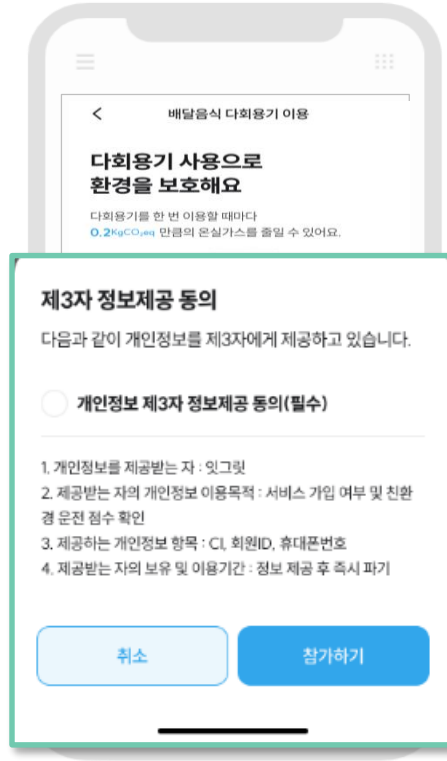 배달음식 다회용기 이용
다회용기 사용으로
환경을 보호해요
다회용기를 한 번 이용할 때마다
0.2KgCO₂eq 만큼의 온실가스를 줄일 수 있어요.
제3자 정보제공 동의
다음과 같이 개인정보를 제3자에게 제공하고 있습니다.
개인정보 제3자 정보제공 동의(필수)
1. 개인정보를 제공받는 자 : 잇그릿
2. 제공받는 자의 개인정보 이용목적 : 서비스 가입 여부 및 친환
경 운전 점수 확인
3. 제공하는 개인정보 항목 : CI, 회원ID, 휴대폰번호
4. 제공받는 자의 보유 및 이용기간 : 정보 제공 후 즉시 파기
취소
참가하기